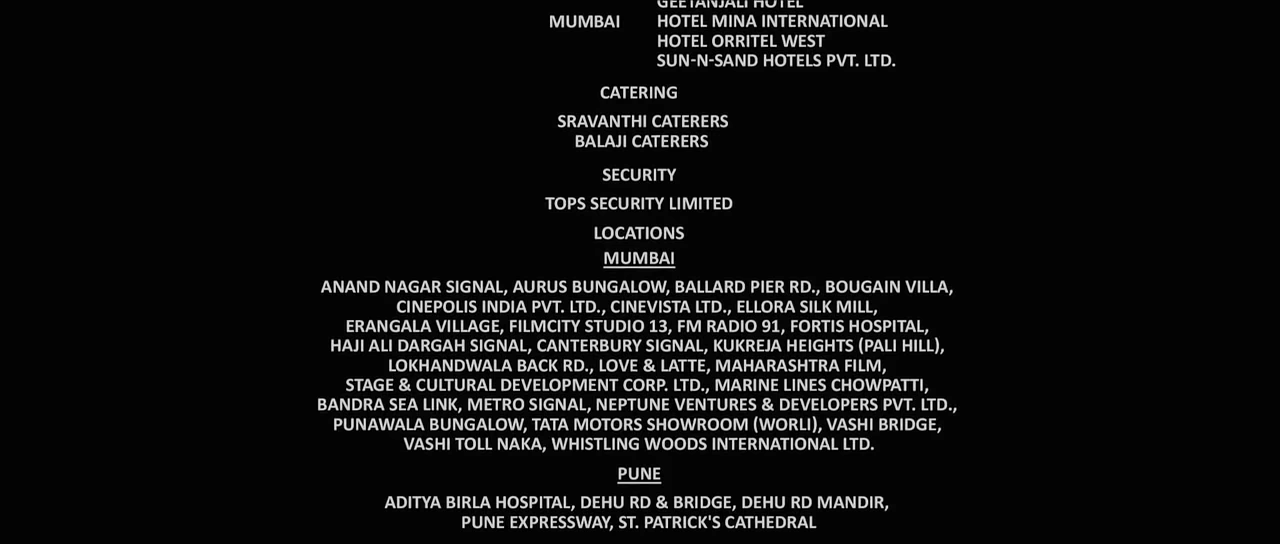 GEETANJALI HOTEL
MUMBAI HOTEL MINA INTERNATIONAL
HOTEL ORRITEL WEST
SUN-N-SAND HOTELS PVT. LTD.
CATERING
SRAVANTHI CATERERS
BALAJI CATERERS
SECURITY
TOPS SECURITY LIMITED
LOCATIONS
MUMBAI
ANAND NAGAR SIGNAL, AURUS BUNGALOW, BALLARD PIER RD., BOUGAIN VILLA,
CINEPOLIS INDIA PVT. LTD., CINEVISTA LTD., ELLORA SILK MILL,
ERANGALA VILLAGE, FILMCITY STUDIO 13, FM RADIO 91, FORTIS HOSPITAL,
HAJI ALI DARGAH SIGNAL, CANTERBURY SIGNAL, KUKREJA HEIGHTS (PALI HILL),
LOKHANDWALA BACK RD., LOVE & LATTE, MAHARASHTRA FILM,
STAGE & CULTURAL DEVELOPMENT CORP. LTD., MARINE LINES CHOWPATTI,
BANDRA SEA LINK, METRO SIGNAL, NEPTUNE VENTURES & DEVELOPERS PVT. LTD.,
PUNAWALA BUNGALOW, TATA MOTORS SHOWROOM (WORLI), VASHI BRIDGE,
VASHI TOLL NAKA, WHISTLING WOODS INTERNATIONAL LTD.
PUNE
ADITYA BIRLA HOSPITAL, DEHU RD & BRIDGE, DEHU RD MANDIR,
PUNE EXPRESSWAY, ST. PATRICK'S CATHEDRAL